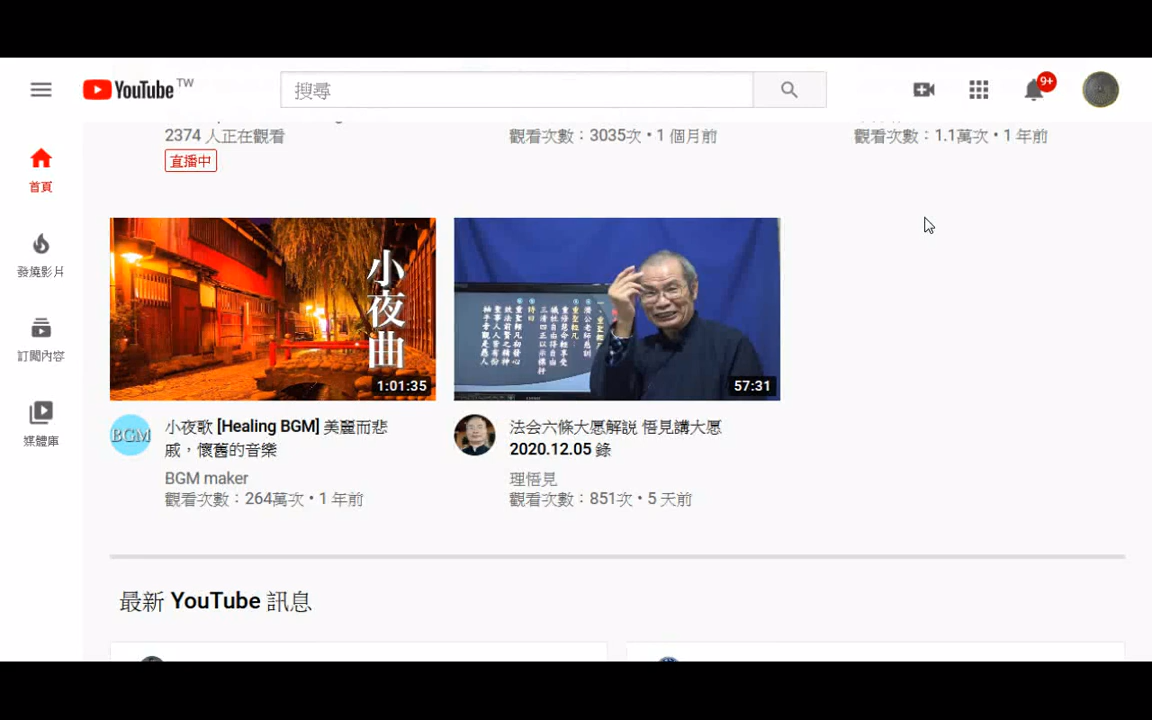 YouTube TW
搜尋
9+
首頁
發燒影片
訂閱內容
媒體庫
2374 人正在觀看
直播中
觀看次數：3035次 • 1 個月前
觀看次數：1.1萬次 • 1 年前
小夜曲
1:01:35
BGM
小夜歌 [Healing BGM] 美麗而悲
戚，懷舊的音樂
BGM maker
觀看次數：264萬次 • 1 年前
57:31
法会六條大愿解說 悟見講大愿
2020.12.05 錄
理悟見
觀看次數：851次 • 5 天前
最新 YouTube 訊息